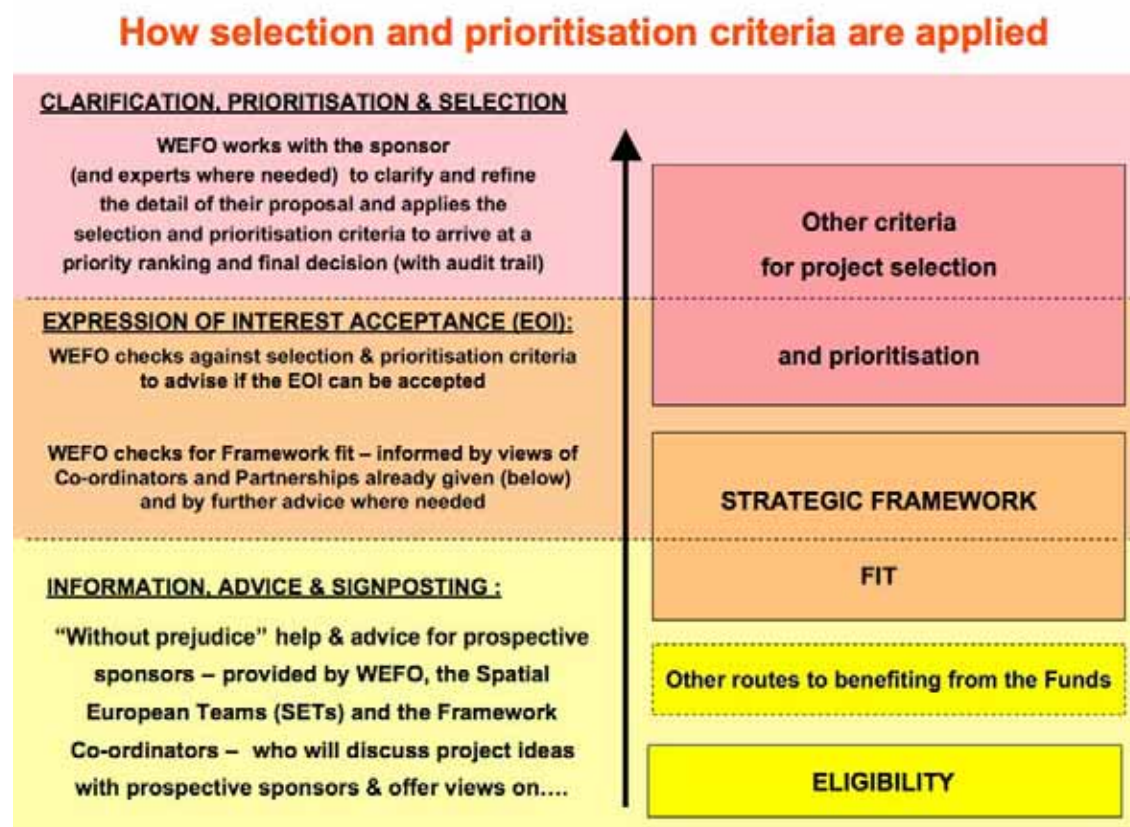 How selection and prioritisation criteria are applied
CLARIFICATION, PRIORITISATION & SELECTION
WEFO works with the sponsor
(and experts where needed) to clarify and refine
the detail of their proposal and applies the
selection and prioritisation criteria to arrive at a
priority ranking and final decision (with audit trail)
Other criteria
for project selection
EXPRESSION OF INTEREST ACCEPTANCE (EOI):
WEFO checks against selection & prioritisation criteria
to advise if the EOI can be accepted
and prioritisation
WEFO checks for Framework fit – informed by views of
Co-ordinators and Partnerships already given (below)
and by further advice where needed
STRATEGIC FRAMEWORK
FIT
INFORMATION, ADVICE & SIGNPOSTING :
“Without prejudice” help & advice for prospective
sponsors – provided by WEFO, the Spatial
European Teams (SETs) and the Framework
Co-ordinators – who will discuss project ideas
with prospective sponsors & offer views on….
Other routes to benefiting from the Funds
ELIGIBILITY